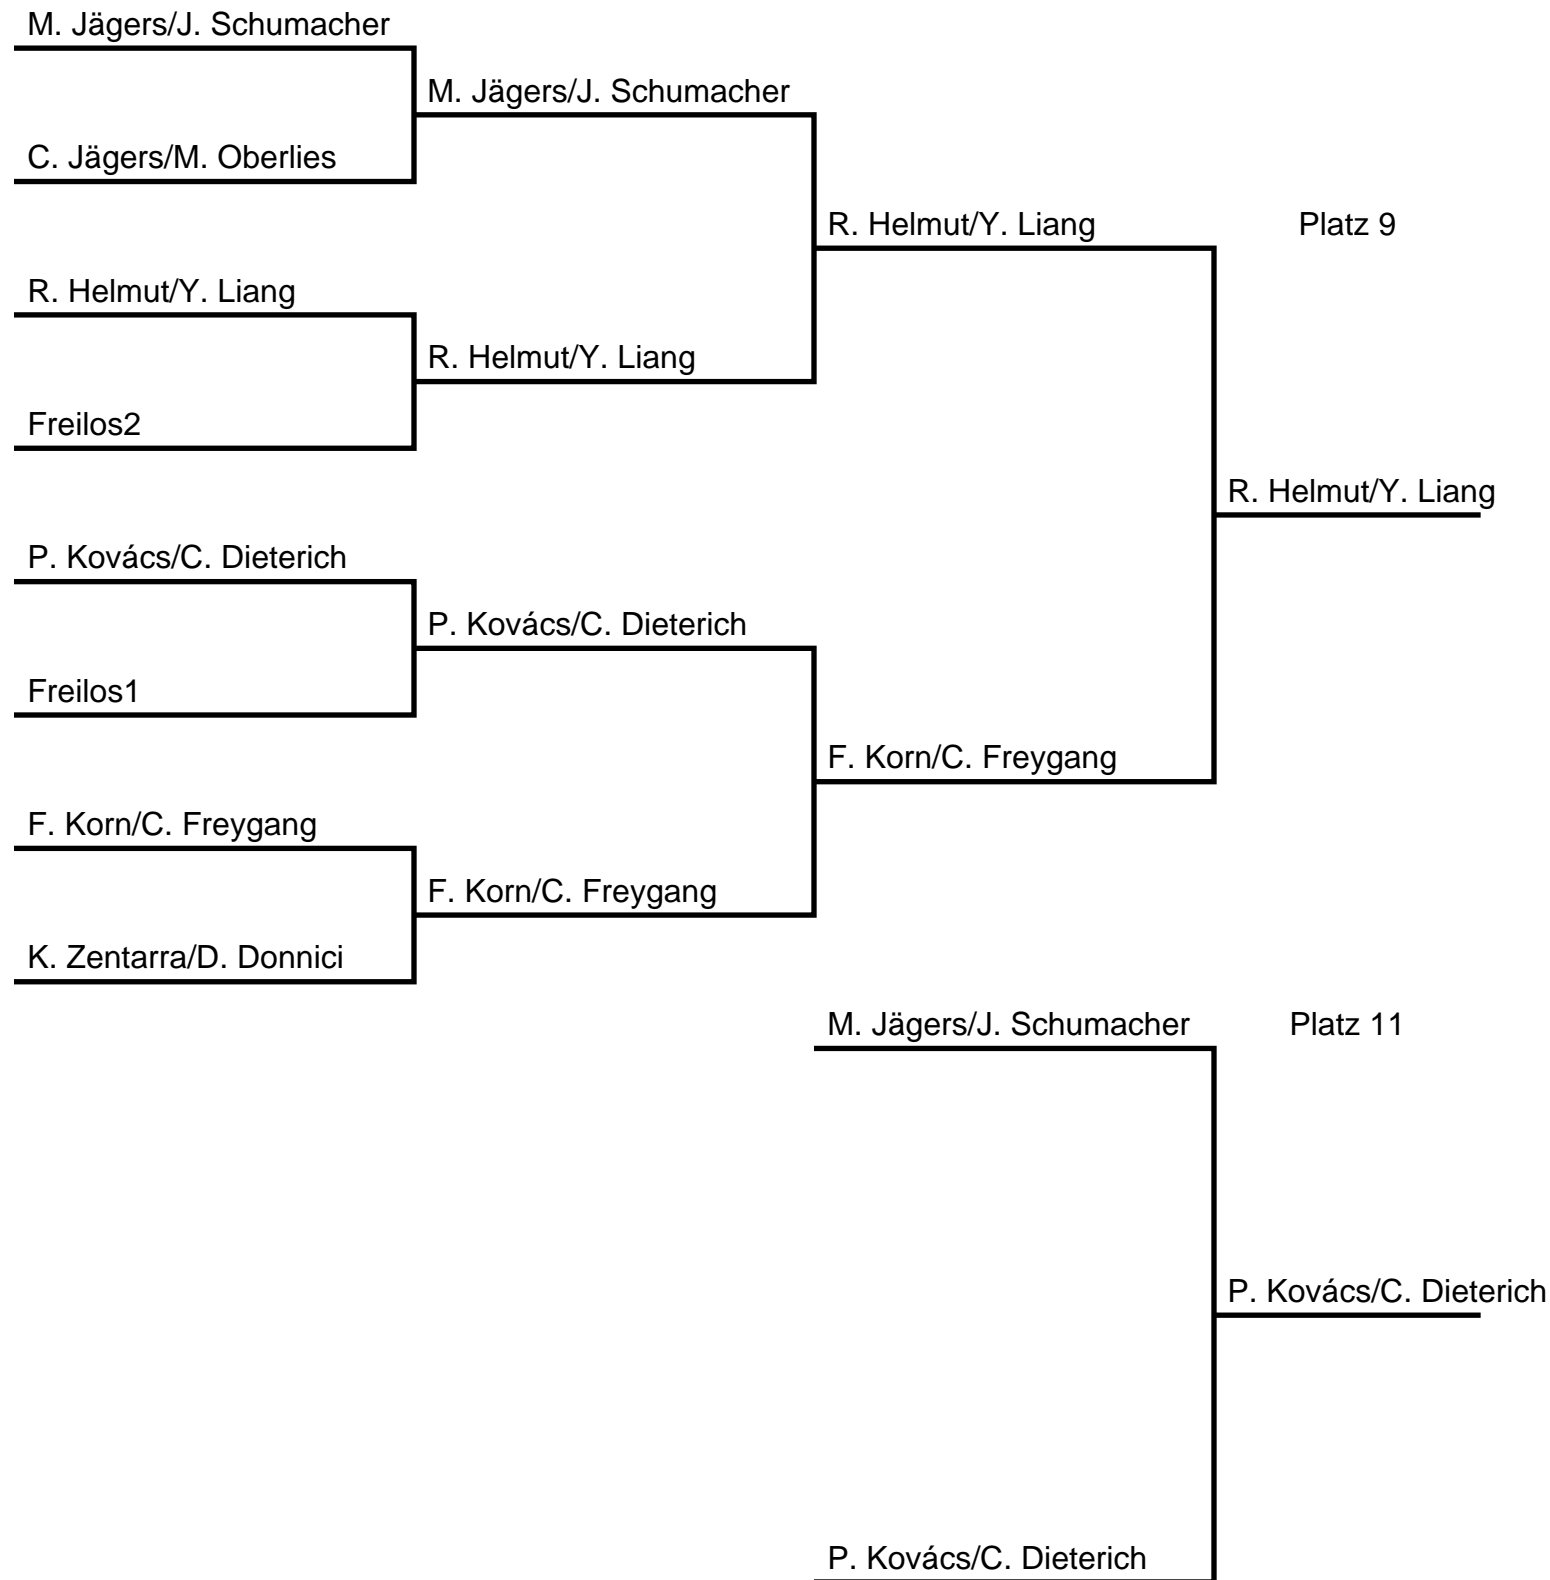 M. Jägers/J. Schumacher
M. Jägers/J. Schumacher
C. Jägers/M. Oberlies
R. Helmut/Y. Liang
Platz 9
R. Helmut/Y. Liang
R. Helmut/Y. Liang
Freilos2
R. Helmut/Y. Liang
P. Kovács/C. Dieterich
P. Kovács/C. Dieterich
Freilos1
F. Korn/C. Freygang
F. Korn/C. Freygang
F. Korn/C. Freygang
K. Zentarra/D. Donnici
M. Jägers/J. Schumacher
Platz 11
P. Kovács/C. Dieterich
P. Kovács/C. Dieterich